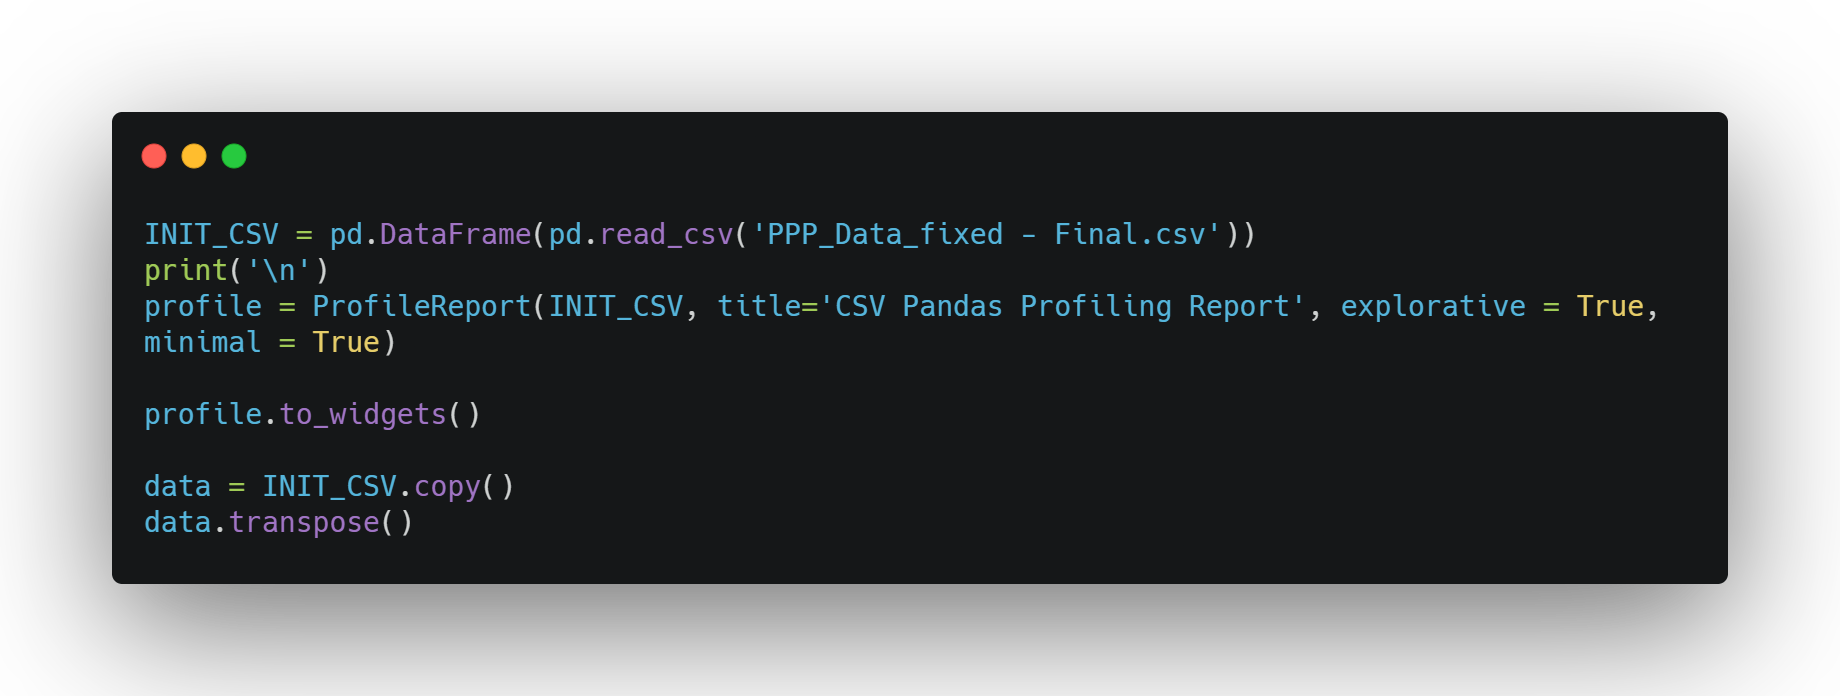 INIT_CSV = pd.DataFrame(pd.read_csv('PPP_Data_fixed - Final.csv'))
print('\n')
profile = ProfileReport(INIT_CSV, title='CSV Pandas Profiling Report', explorative = True,
minimal = True)
profile.to_widgets()
data = INIT_CSV.copy()
data.transpose()